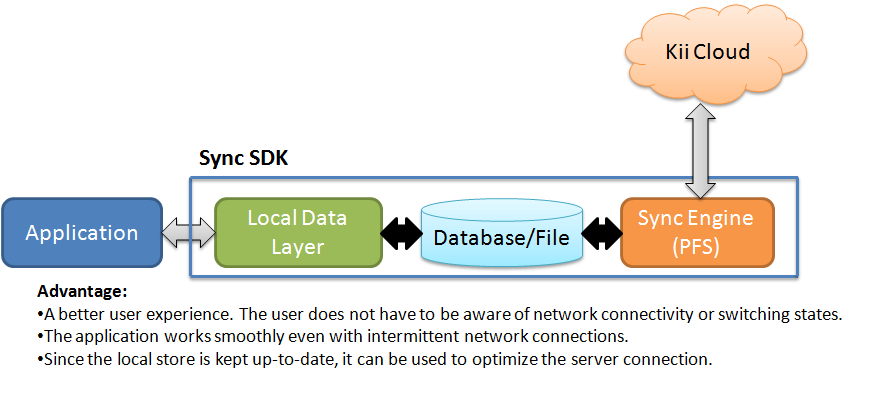 Kii Cloud
Sync SDK
Application
Local Data
Layer
Database/File
Sync Engine
(PFS)
Advantage:
•A better user experience. The user does not have to be aware of network connectivity or switching states.
•The application works smoothly even with intermittent network connections.
•Since the local store is kept up-to-date, it can be used to optimize the server connection.